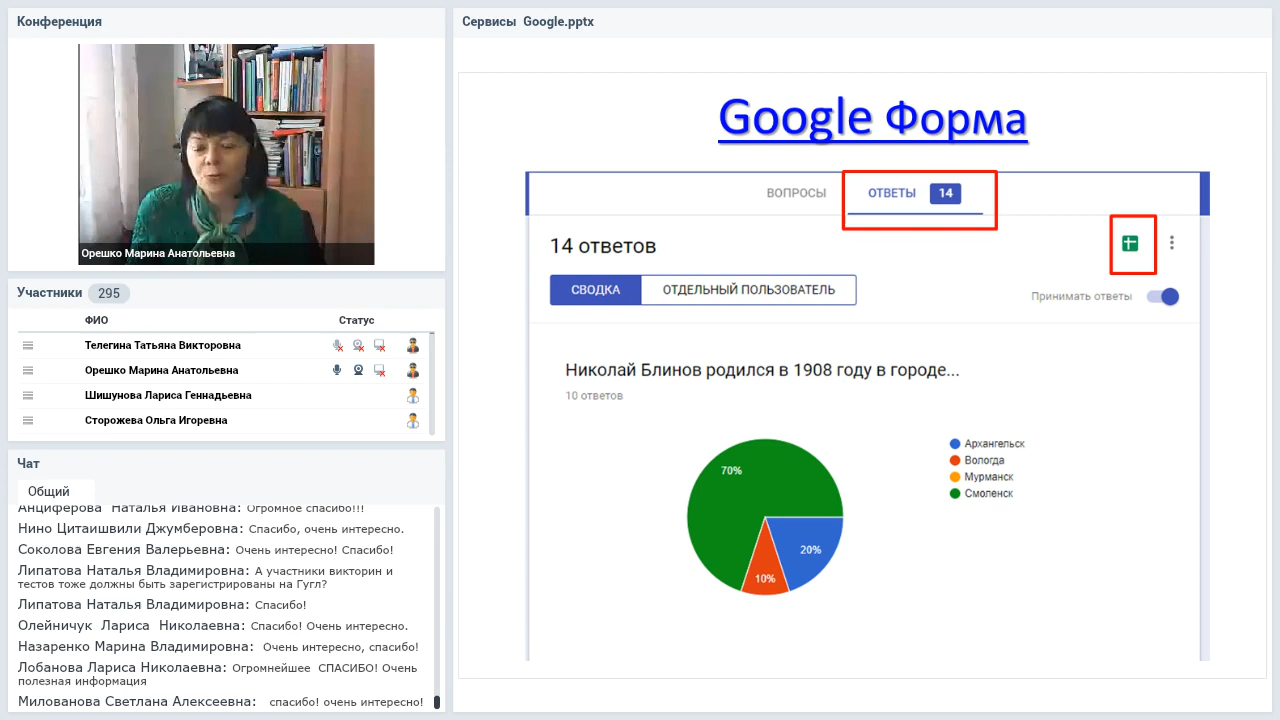 Конференция
Орешко Марина Анатольевна
Участники 295
ФИО Статус
Телегина Татьяна Викторовна
Орешко Марина Анатольевна
Шишунова Лариса Геннадьевна
Сторожева Ольга Игоревна
Чат
Общий
Анциферова Наталья Ивановна: Огромное спасибо!!!
Нино Цитаишвили Джумберовна: Спасибо, очень интересно.
Соколова Евгения Валерьевна: Очень интересно! Спасибо!
Липатова Наталья Владимировна: А участники викторин и
тестов тоже должны быть зарегистрированы на Гугл?
Липатова Наталья Владимировна: Спасибо!
Олейничук Лариса Николаевна: Спасибо! Очень интересно.
Назаренко Марина Владимировна: Очень интересно, спасибо!
Лобанова Лариса Николаевна: Огромнейшее СПАСИБО! Очень
полезная информация
Милованова Светлана Алексеевна: спасибо! очень интересно!
Сервисы Google.pptx
Google Форма
ВОПРОСЫ ОТВЕТЫ 14
14 ответов
СВОДКА ОТДЕЛЬНЫЙ ПОЛЬЗОВАТЕЛЬ
Принимать ответы
Николай Блинов родился в 1908 году в городе...
10 ответов
70%
20%
10%
Архангельск
Вологда
Мурманск
Смоленск